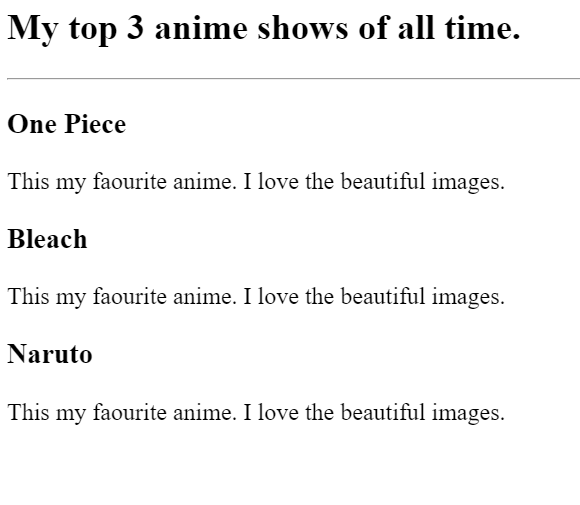 My top 3 anime shows of all time.
One Piece
This my faourite anime. I love the beautiful images.
Bleach
This my faourite anime. I love the beautiful images.
Naruto
This my faourite anime. I love the beautiful images.